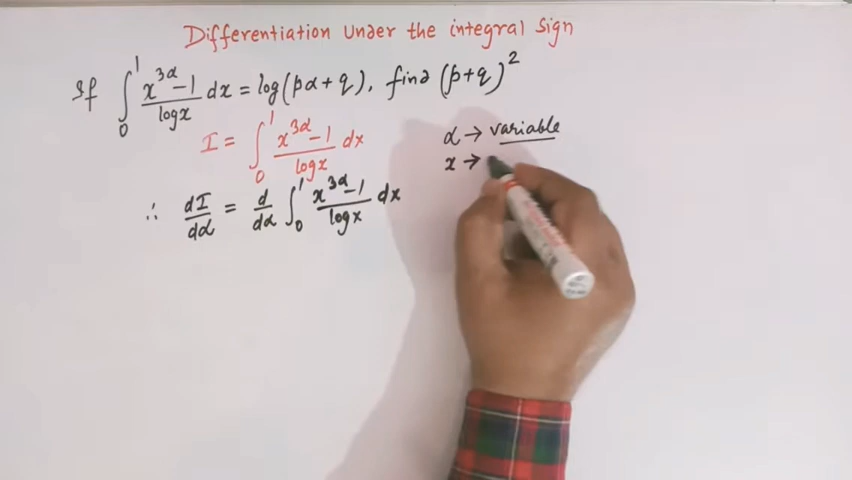 Differentiation under the integral sign
If ∫₀¹ (x^{3α} − 1)/(log x) dx = log(pα + q), find (p+q)²
I = ∫₀¹ (x^{3α} − 1)/(log x) dx
α → variable
x →
∴ dI/dα = d/dα ∫₀¹ (x^{3α} − 1)/(log x) dx